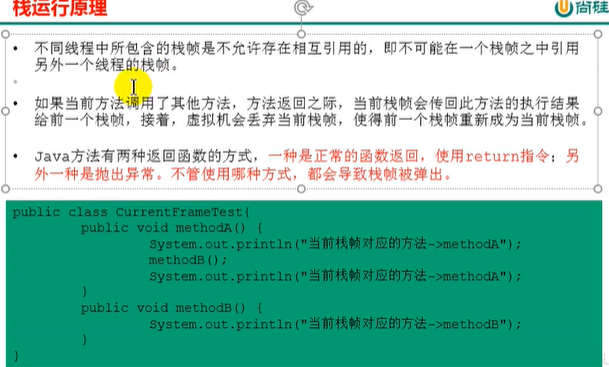 栈运行原理
尚硅
• 不同线程中所包含的栈帧是不允许存在相互引用的，即不可能在一个栈帧之中引用
另外一个线程的栈帧。
• 如果当前方法调用了其他方法，方法返回之际，当前栈帧会传回此方法的执行结果
给前一个栈帧，接着，虚拟机会丢弃当前栈帧，使得前一个栈帧重新成为当前栈帧。
• Java方法有两种返回函数的方式，一种是正常的函数返回，使用return指令；另
外一种是抛出异常。不管使用哪种方式，都会导致栈帧被弹出。
public class CurrentFrameTest{
public void methodA() {
System.out.println("当前栈帧对应的方法->methodA");
methodB();
System.out.println("当前栈帧对应的方法->methodA");
}
public void methodB() {
System.out.println("当前栈帧对应的方法->methodB");
}
}